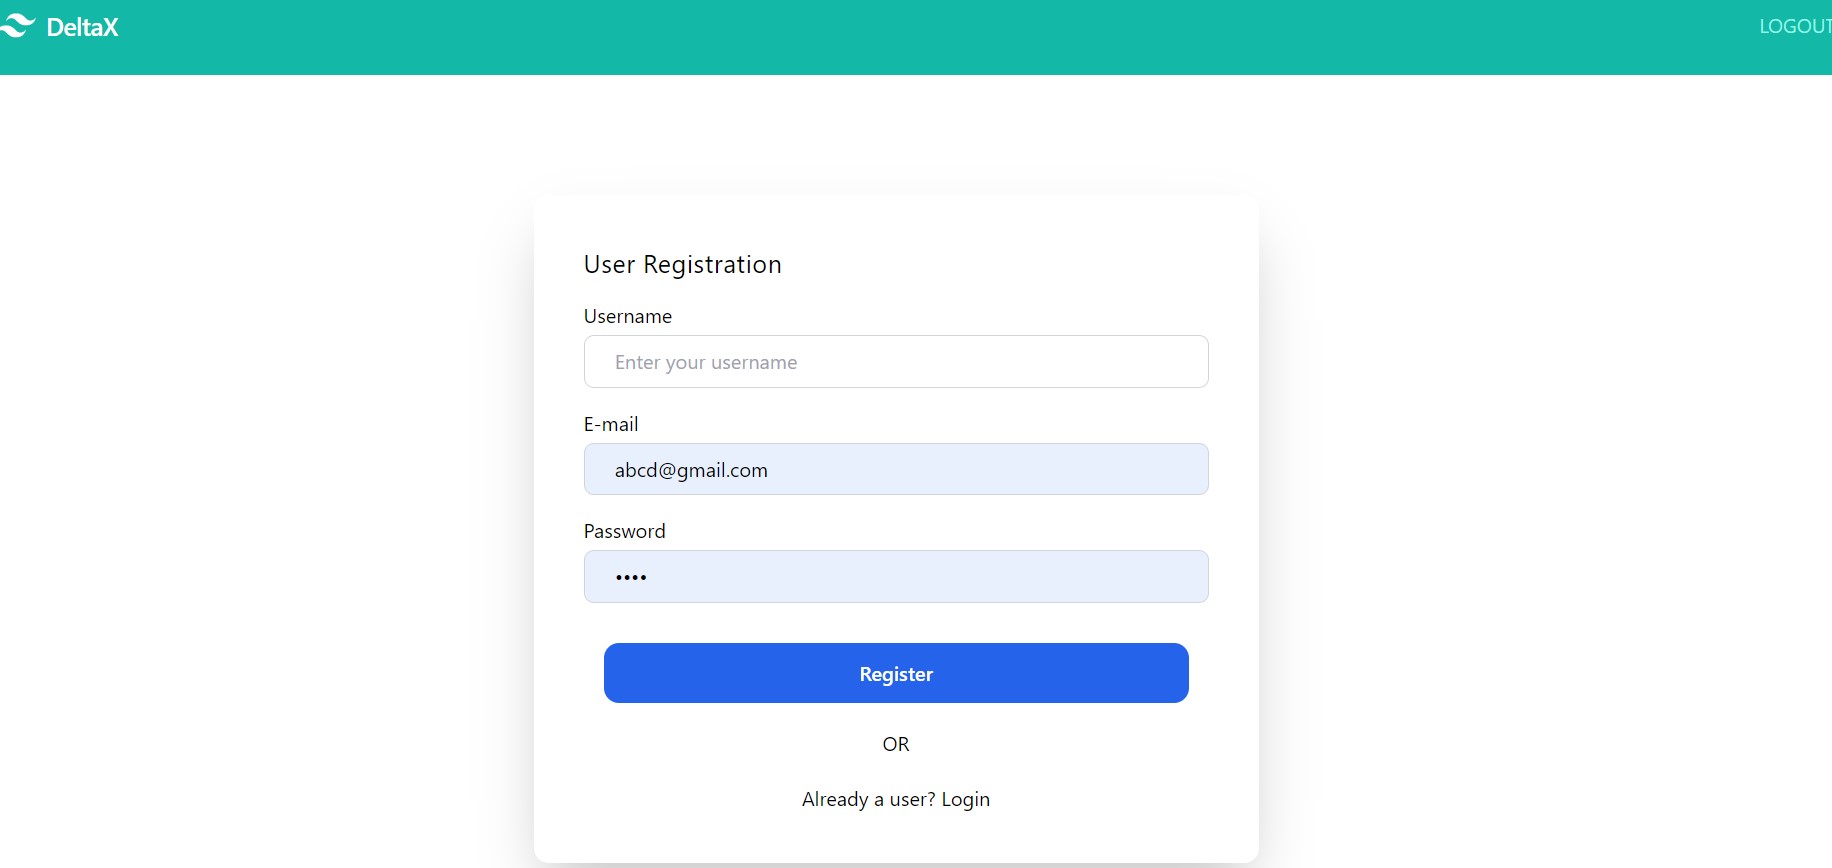 DeltaX
LOGOUT
User Registration
Username
Enter your username
E-mail
abcd@gmail.com
Password
••••
Register
OR
Already a user? Login